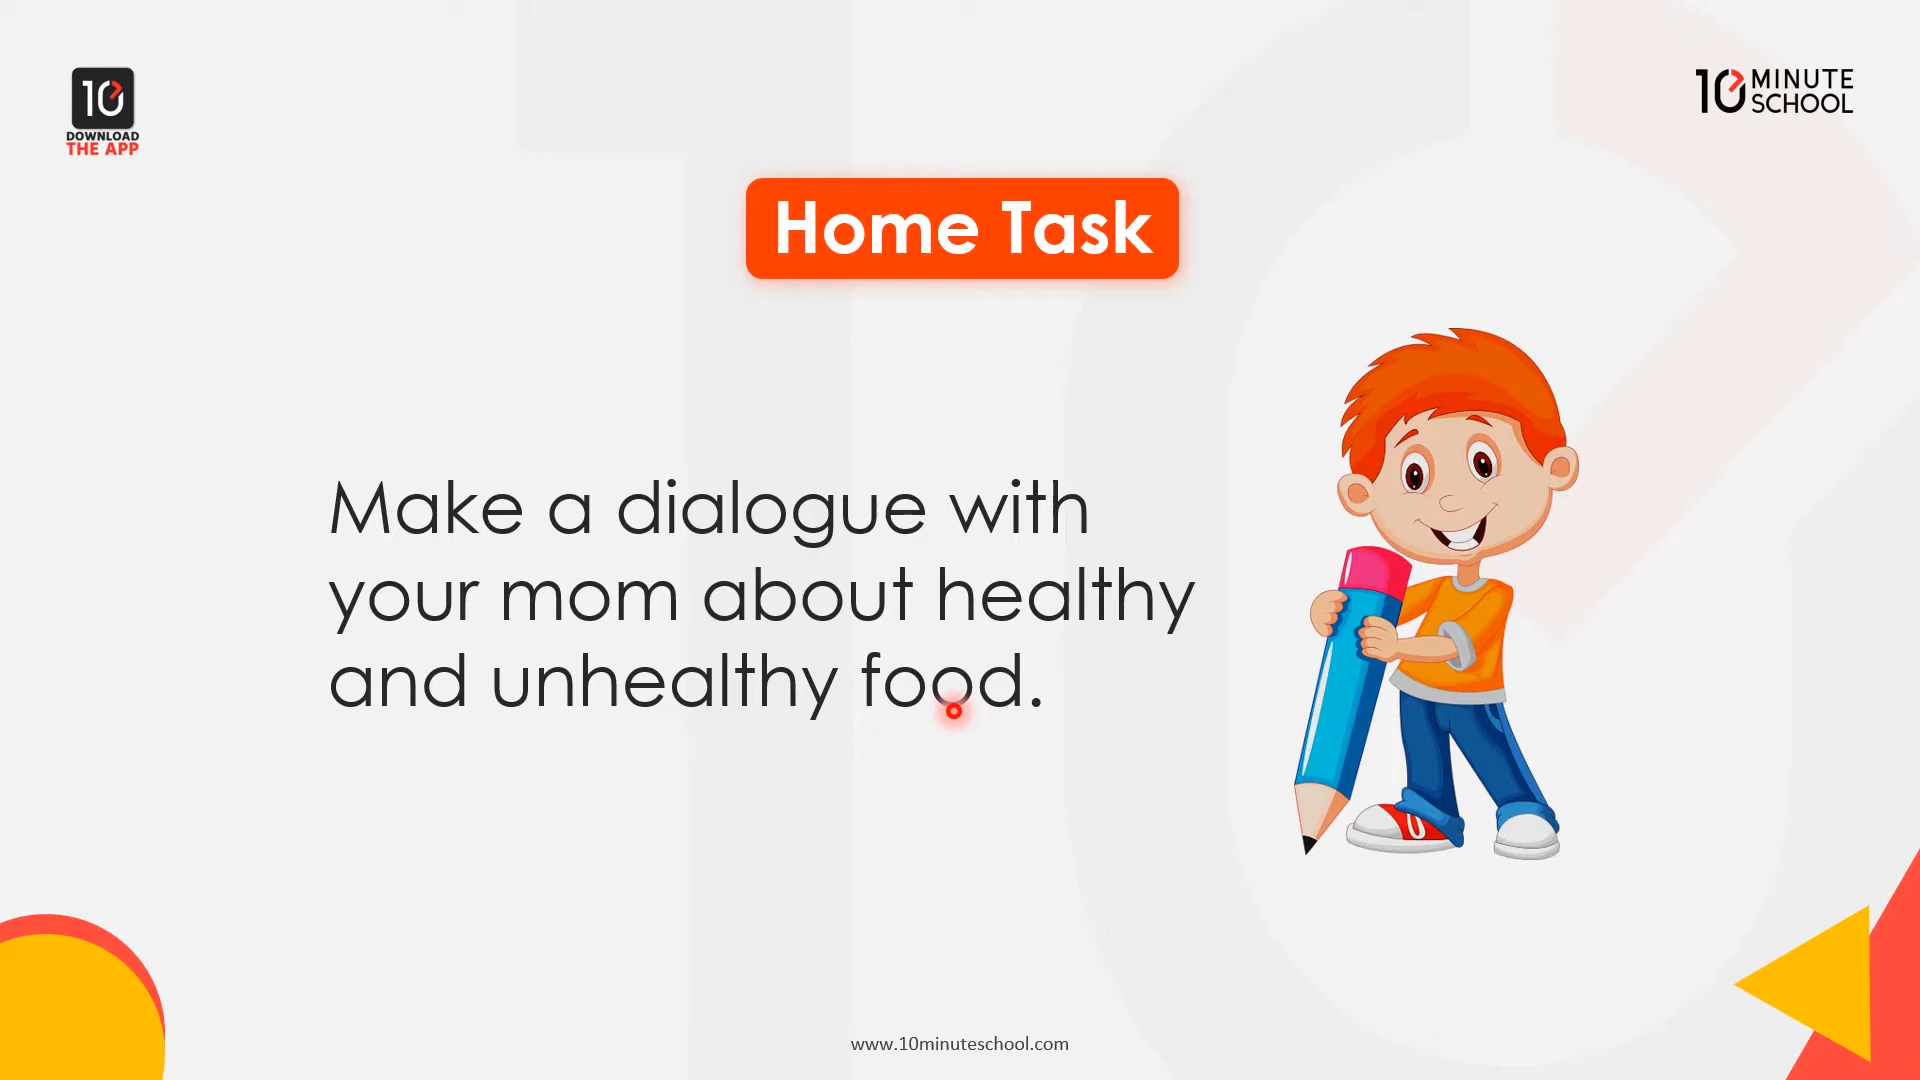 10
DOWNLOAD
THE APP
10 MINUTE
SCHOOL
Home Task
Make a dialogue with
your mom about healthy
and unhealthy food.
www.10minuteschool.com